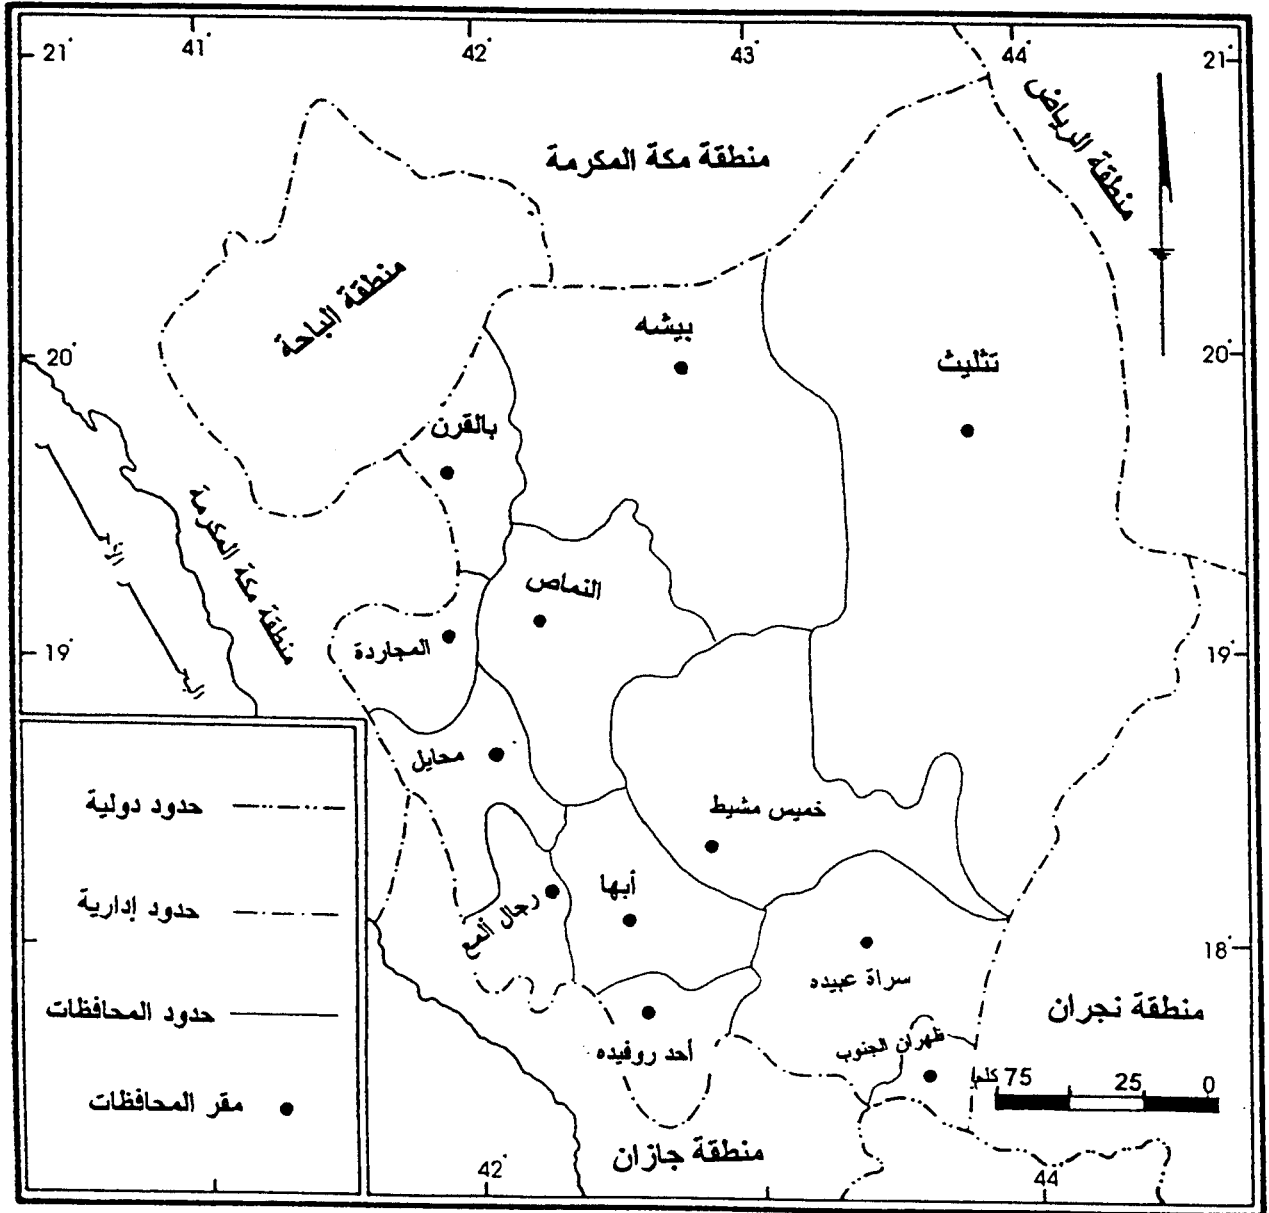 41°
42°
43°
44°
21°
21°
منطقة الرياض
منطقة مكة المكرمة
منطقة الباحة
بيشه
تثليث
20°
20°
بالقرن
منطقة مكة المكرمة
النماص
المجاردة
19°
19°
محايل
خميس مشيط
أبها
رجال ألمع
سراة عبيده
18°
منطقة نجران
ظهران الجنوب
أحد روفيده
75 كلم
25
0
منطقة جازان
42°
44
حدود دولية
حدود إدارية
حدود المحافظات
مقر المحافظات